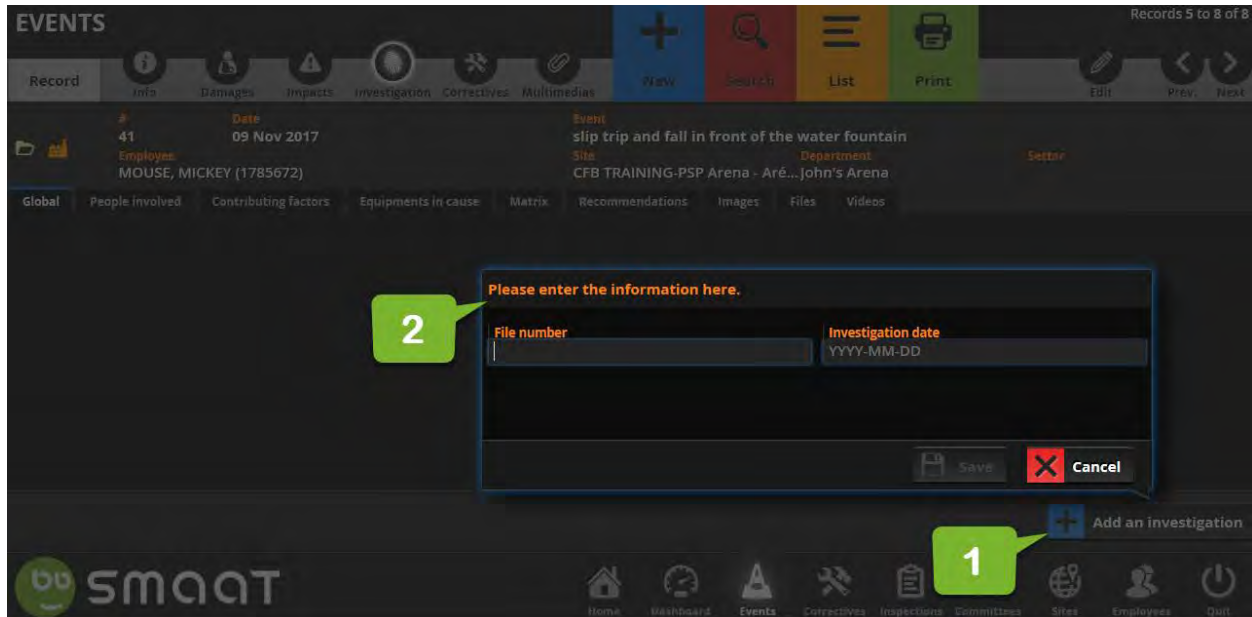 EVENTS
Records 5 to 8 of 8
Record
Info
Damages
Impacts
Investigation
Correctives
Multimedias
New
Search
List
Print
Edit
Prev.
Next
#
41
Date
09 Nov 2017
Event
slip trip and fall in front of the water fountain
Employee
MOUSE, MICKEY (1785672)
Site
CFB TRAINING-PSP Arena - Aré...
Department
John's Arena
Sector
Global
People involved
Contributing factors
Equipments in cause
Matrix
Recommendations
Images
Files
Videos
2
Please enter the information here.
File number
Investigation date
YYYY-MM-DD
Save
Cancel
1
Add an investigation
smaat
Home
Dashboard
Events
Correctives
Inspections
Committees
Sites
Employees
Quit